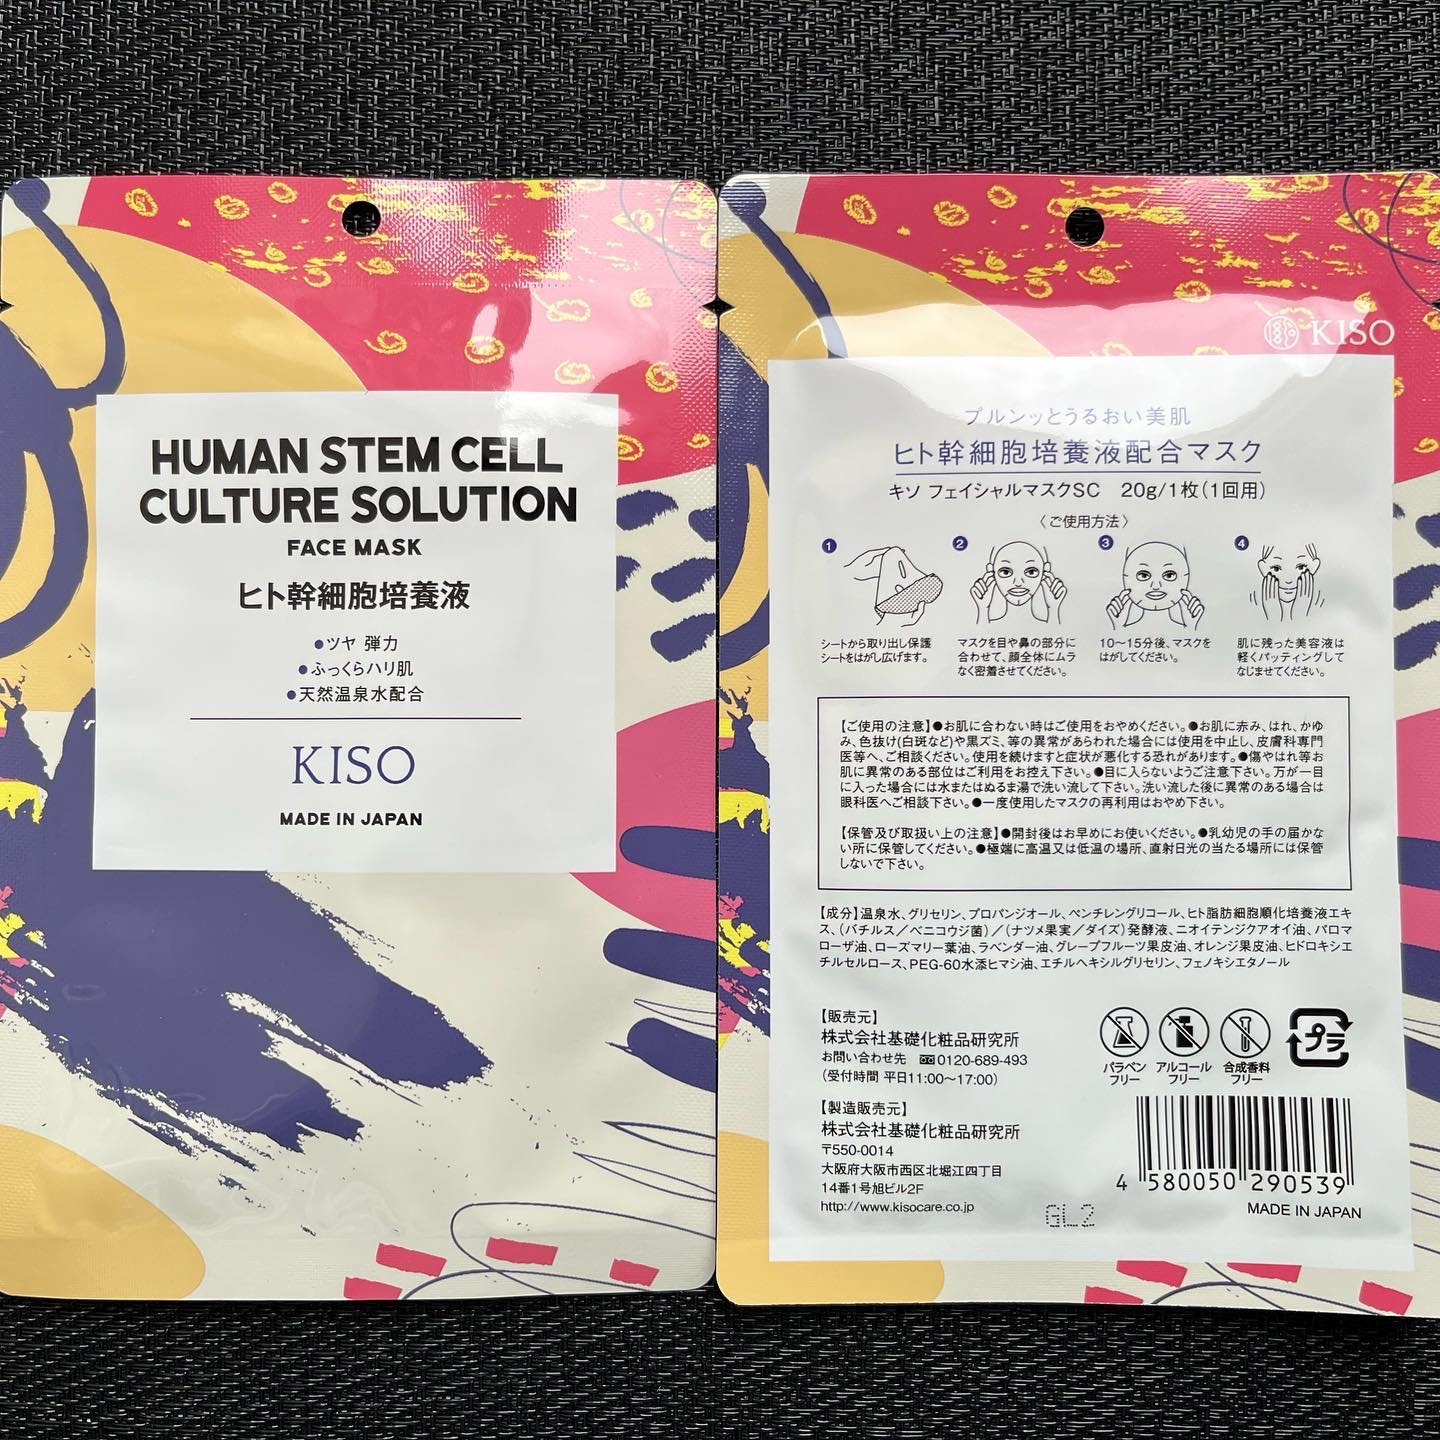 HUMAN STEM CELL
CULTURE SOLUTION
FACE MASK
ヒト幹細胞培養液
●ツヤ 弾力
●ふっくらハリ肌
●天然温泉水配合
KISO
MADE IN JAPAN
KISO
プルンッとうるおい美肌
ヒト幹細胞培養液配合マスク
キソ フェイシャルマスクSC 20g/1枚(1回用)
〈ご使用方法〉
1
2
3
4
シートから取り出し保護
シートをはがし広げます。
マスクを目や鼻の部分に
合わせて、顔全体にムラ
なく密着させてください。
10〜15分後、マスクを
はがしてください。
肌に残った美容液は
軽くパッティングして
なじませてください。
【ご使用の注意】●お肌に合わない時はご使用をおやめください。●お肌に赤み、はれ、かゆ
み、色抜け(白斑など)や黒ズミ、等の異常があらわれた場合には使用を中止し、皮膚科専門
医等へ、ご相談ください。使用を続けますと症状が悪化する恐れがあります。●傷やはれ等お
肌に異常のある部位はご利用をお控え下さい。●目に入らないようご注意下さい。万が一目
に入った場合には水またはぬるま湯で洗い流して下さい。洗い流した後に異常のある場合は
眼科医へご相談下さい。●一度使用したマスクの再利用はおやめ下さい。
【保管及び取扱い上の注意】●開封後はお早めにお使いください。●乳幼児の手の届かな
い所に保管してください。●極端に高温又は低温の場所、直射日光の当たる場所には保管
しないで下さい。
【成分】温泉水、グリセリン、プロパンジオール、ペンチレングリコール、ヒト脂肪細胞順化培養液エキ
ス、(バチルス/ベニコウジ菌)/(ナツメ果実/ダイズ)発酵液、ニオイテンジクアオイ油、パロマ
ローザ油、ローズマリー葉油、ラベンダー油、グレープフルーツ果皮油、オレンジ果皮油、ヒドロキシエ
チルセルロース、PEG-60水添ヒマシ油、エチルヘキシルグリセリン、フェノキシエタノール
【販売元】
株式会社基礎化粧品研究所
お問い合わせ先 0120-689-493
(受付時間 平日11:00〜17:00)
パラベン
フリー
アルコール
フリー
合成香料
フリー
プラ
【製造販売元】
株式会社基礎化粧品研究所
〒550-0014
大阪府大阪市西区北堀江四丁目
14番1号旭ビル2F
http://www.kisocare.co.jp
4 580050 290539
GL2
MADE IN JAPAN